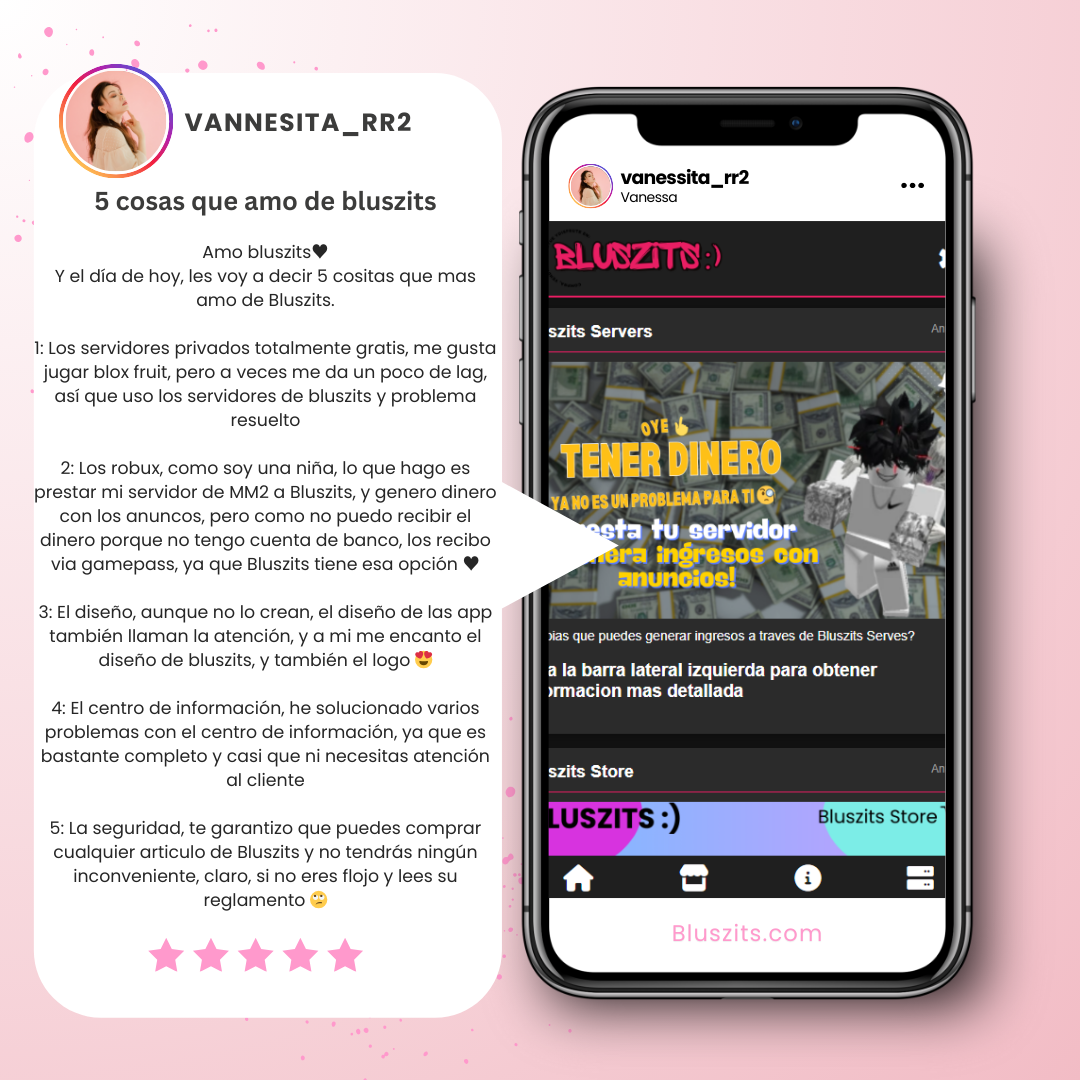 VANNESITA_RR2
5 cosas que amo de bluszits
Amo bluszits🖤
Y el día de hoy, les voy a decir 5 cositas que mas
amo de Bluszits.
1: Los servidores privados totalmente gratis, me gusta
jugar blox fruit, pero a veces me da un poco de lag,
así que uso los servidores de bluszits y problema
resuelto
2: Los robux, como soy una niña, lo que hago es
prestar mi servidor de MM2 a Bluszits, y genero dinero
con los anuncos, pero como no puedo recibir el
dinero porque no tengo cuenta de banco, los recibo
via gamepass, ya que Bluszits tiene esa opción 🖤
3: El diseño, aunque no lo crean, el diseño de las app
también llaman la atención, y a mi me encanto el
diseño de bluszits, y también el logo 😍
4: El centro de información, he solucionado varios
problemas con el centro de información, ya que es
bastante completo y casi que ni necesitas atención
al cliente
5: La seguridad, te garantizo que puedes comprar
cualquier articulo de Bluszits y no tendrás ningún
inconveniente, claro, si no eres flojo y lees su
reglamento 🙄
vanessita_rr2
Vanessa
BLUSZITS :)
szits Servers
An
OYE
TENER DINERO
YA NO ES UN PROBLEMA PARA TI
esta tu servidor
era ingresos con
anuncios!
bias que puedes generar ingresos a traves de Bluszits Serves?
a la barra lateral izquierda para obtener
ormacion mas detallada
szits Store
An
LUSZITS :)
Bluszits Store
Bluszits.com